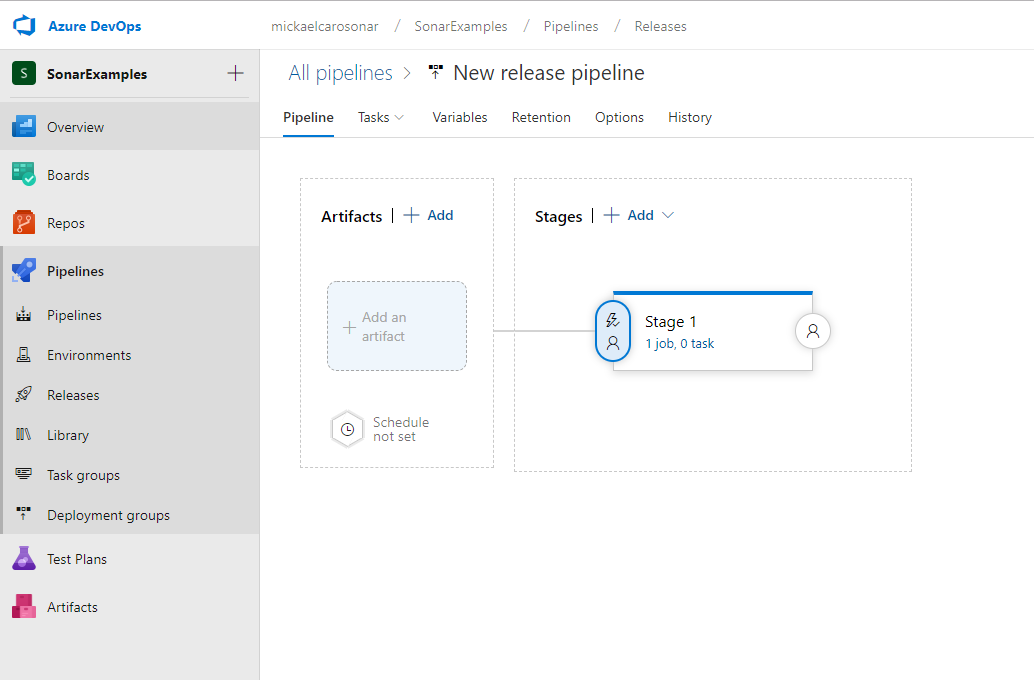 Azure DevOps
mickaelcarosonar / SonarExamples / Pipelines / Releases
S SonarExamples
Overview
Boards
Repos
Pipelines
Pipelines
Environments
Releases
Library
Task groups
Deployment groups
Test Plans
Artifacts
All pipelines > New release pipeline
Pipeline Tasks Variables Retention Options History
Artifacts | + Add
Add an
artifact
Schedule
not set
Stages | + Add
Stage 1
1 job, 0 task